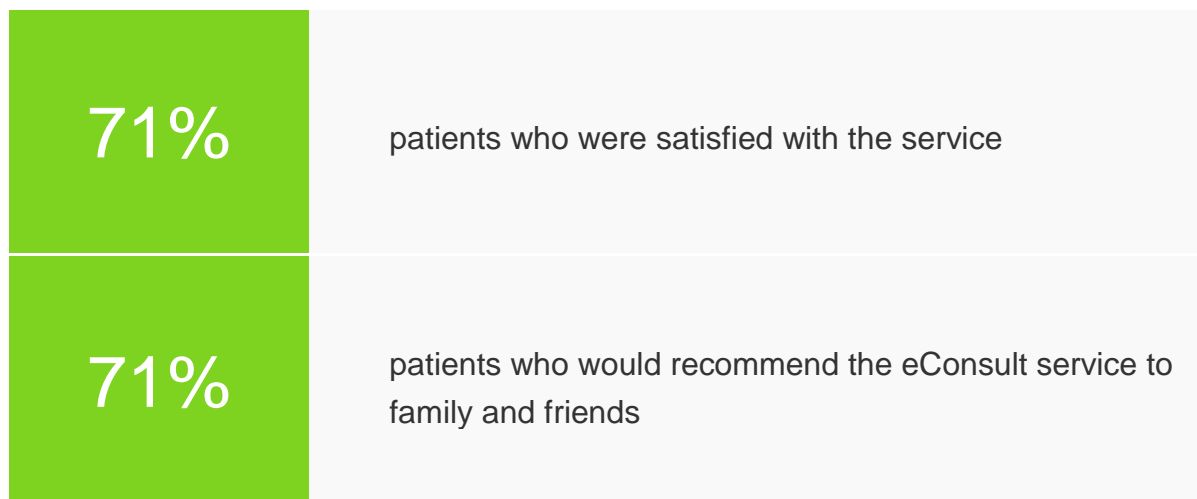 71%
patients who were satisfied with the service
71%
patients who would recommend the eConsult service to
family and friends